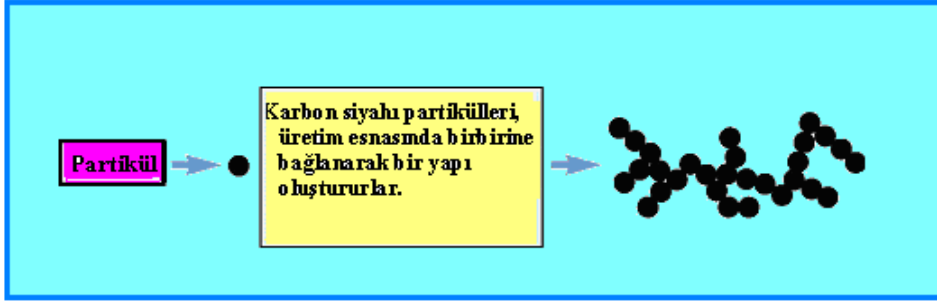 Partikül
Karbon siyahı partikülleri,
üretim esnasında birbirine
bağlanarak bir yapı
oluştururlar.